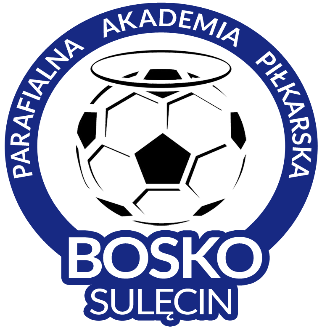 PARAFIALNA AKADEMIA PIŁKARSKA
BOSKO
SULĘCIN